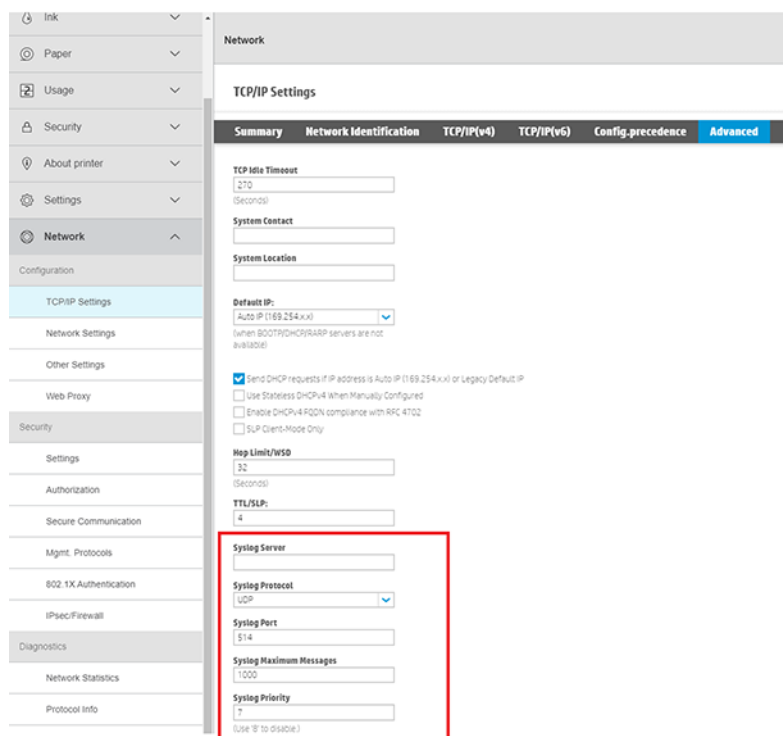 Ink
Paper
Usage
Security
About printer
Settings
Network
Configuration
TCP/IP Settings
Network Settings
Other Settings
Web Proxy
Security
Settings
Authorization
Secure Communication
Mgmt. Protocols
802.1X Authentication
IPsec/Firewall
Diagnostics
Network Statistics
Protocol Info
Network
TCP/IP Settings
Summary Network Identification TCP/IP(v4) TCP/IP(v6) Config.precedence Advanced
TCP Idle Timeout
270
(Seconds)
System Contact
System Location
Default IP:
Auto IP (169.254.x.x)
(when BOOTP/DHCP/RARP servers are not
available)
Send DHCP requests if IP address is Auto IP (169.254.x.x) or Legacy Default IP
Use Stateless DHCPv4 When Manually Configured
Enable DHCPv4 FQDN compliance with RFC 4702
SLP Client-Mode Only
Hop Limit/WSD
32
(Seconds)
TTL/SLP:
4
Syslog Server
Syslog Protocol
UDP
Syslog Port
514
Syslog Maximum Messages
1000
Syslog Priority
7
(Use '8' to disable.)